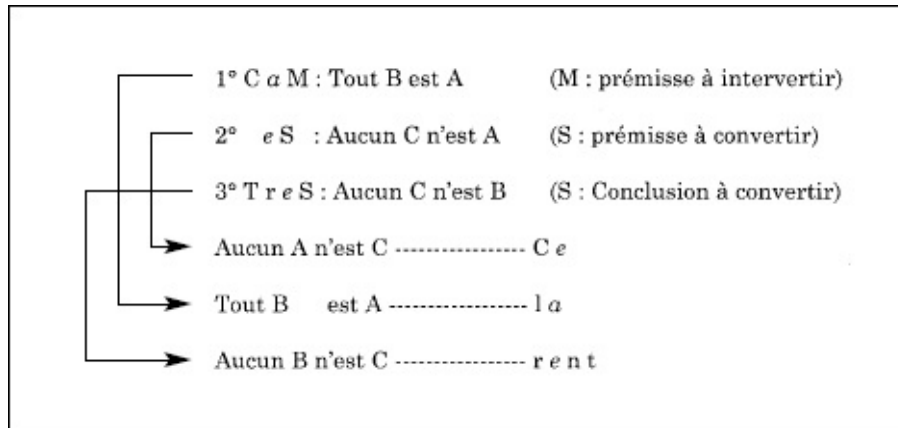 1° C a M : Tout B est A (M : prémisse à intervertir)
2° e S : Aucun C n'est A (S : prémisse à convertir)
3° T r e S : Aucun C n'est B (S : Conclusion à convertir)
Aucun A n'est C ----------------- C e
Tout B est A ----------------- l a
Aucun B n'est C ---------------- r e n t